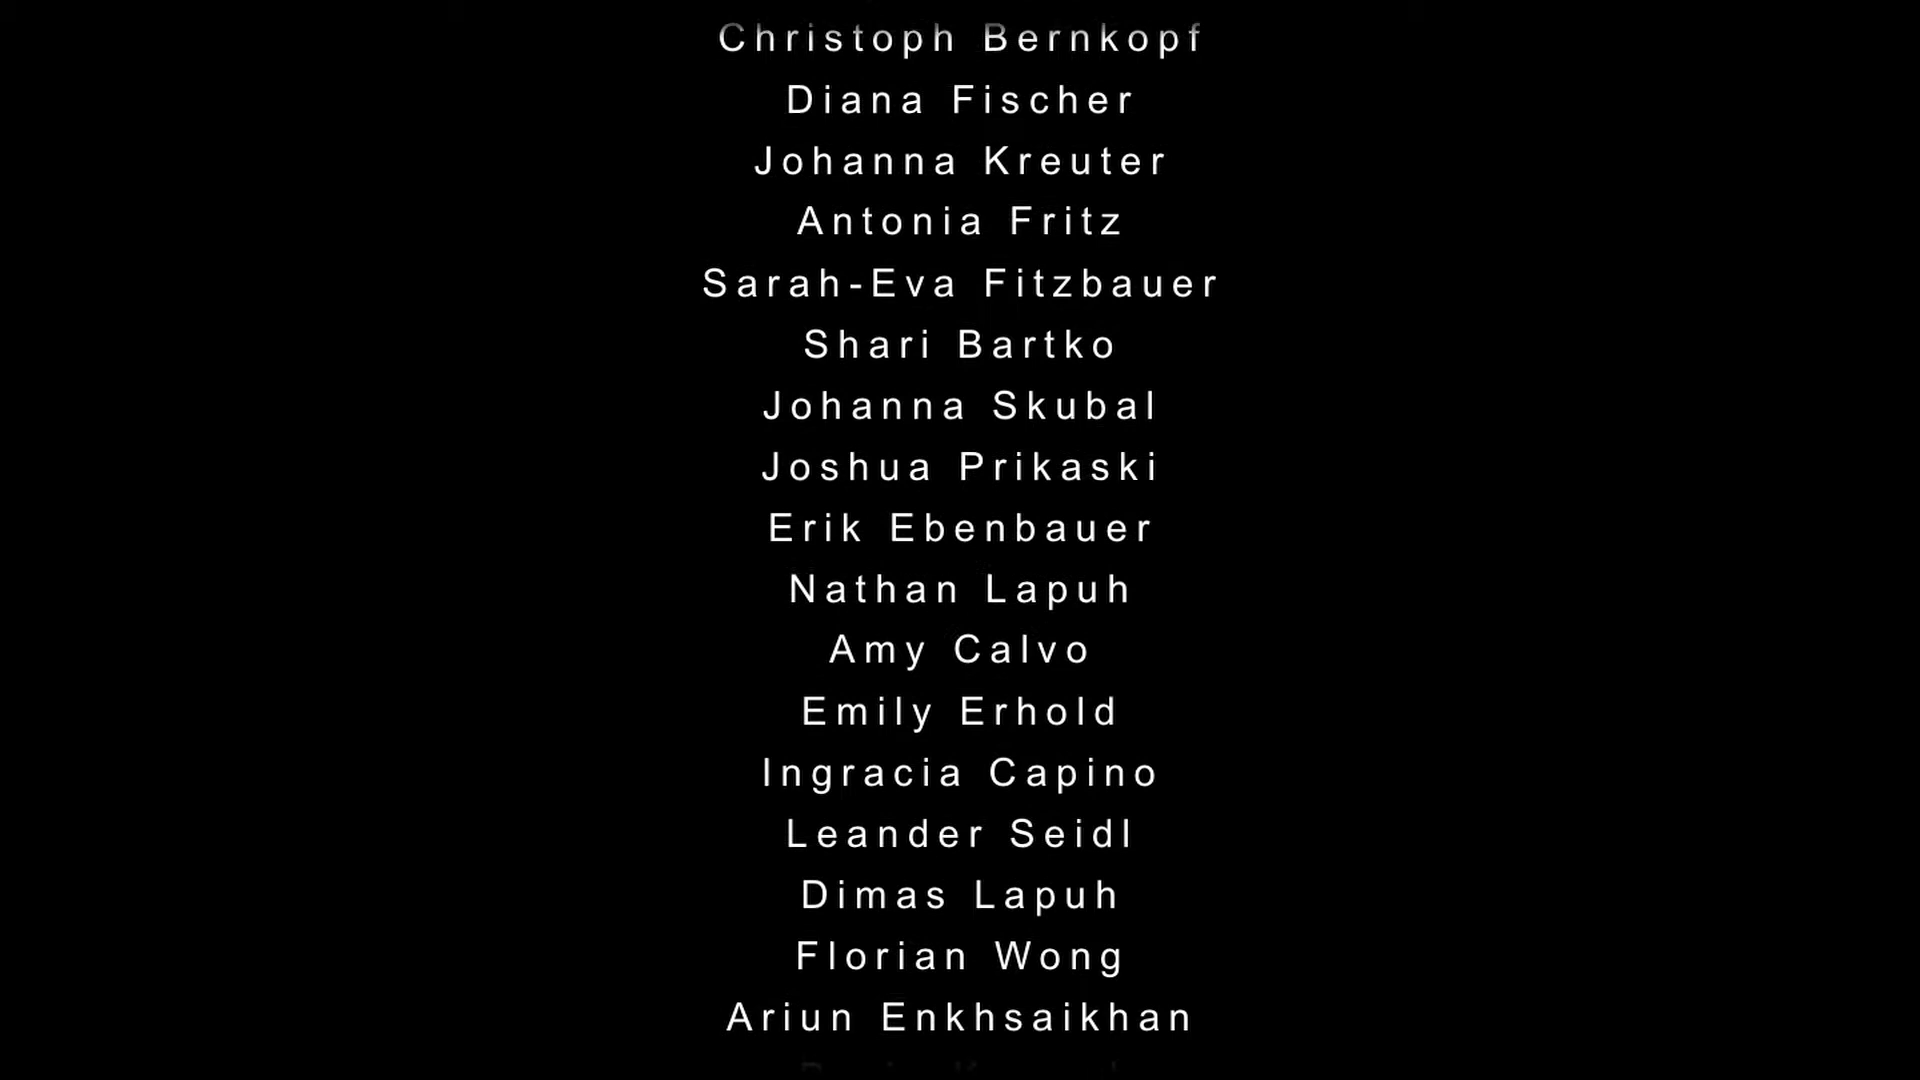 Christoph Bernkopf
Diana Fischer
Johanna Kreuter
Antonia Fritz
Sarah-Eva Fitzbauer
Shari Bartko
Johanna Skubal
Joshua Prikaski
Erik Ebenbauer
Nathan Lapuh
Amy Calvo
Emily Erhold
Ingracia Capino
Leander Seidl
Dimas Lapuh
Florian Wong
Ariun Enkhsaikhan